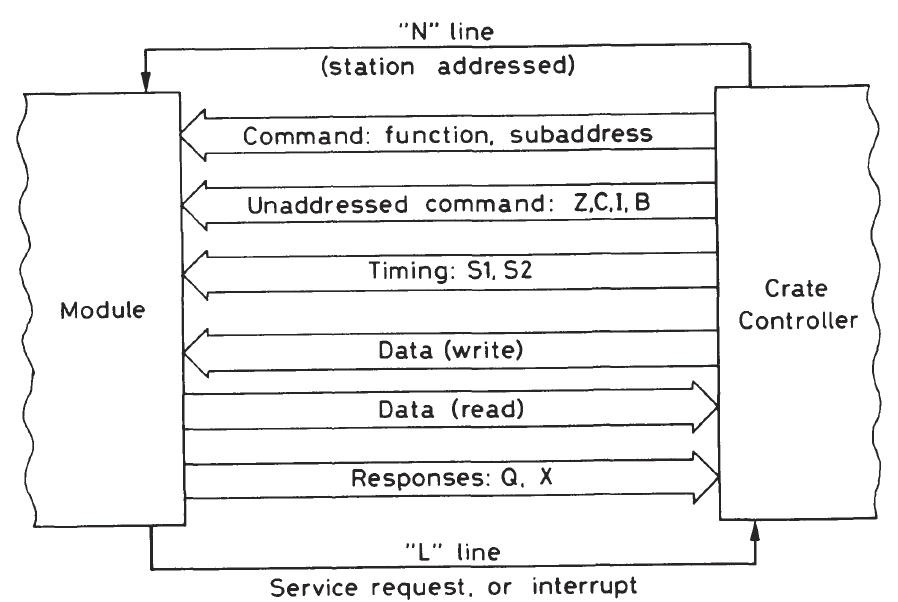 "N" line
(station addressed)
Command: function, subaddress
Unaddressed command: Z,C,I,B
Timing: S1, S2
Module
Crate
Controller
Data (write)
Data (read)
Responses: Q, X
"L" line
Service request, or interrupt